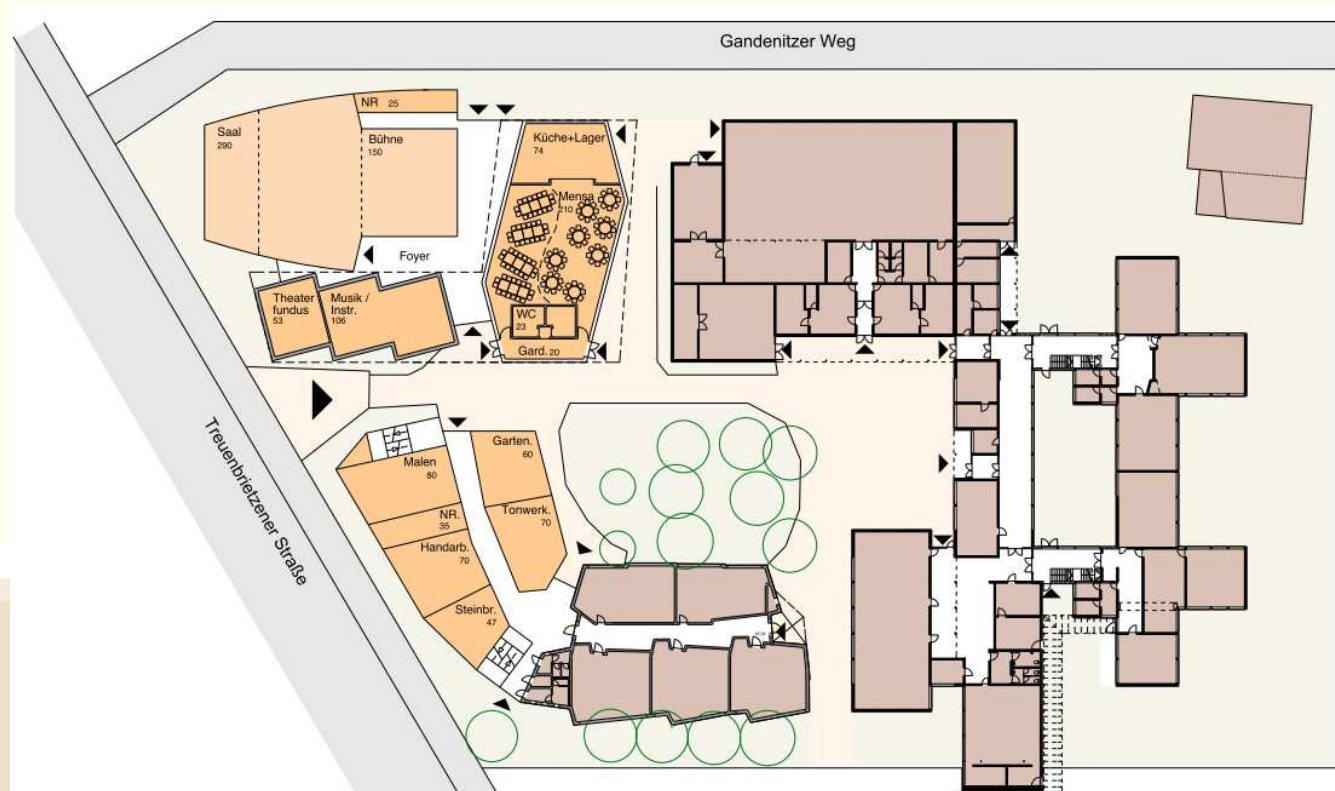 Gandenitzer Weg
NR 25
Saal
290
Bühne
150
Küche+Lager
74
Mensa
210
Foyer
Theater
fundus
53
Musik /
Instr.
106
WC
23
Gard. 20
Treuenbrietzener Straße
Malen
80
Garten.
60
NR.
35
Tonwerk.
70
Handarb.
70
Steinbr.
47